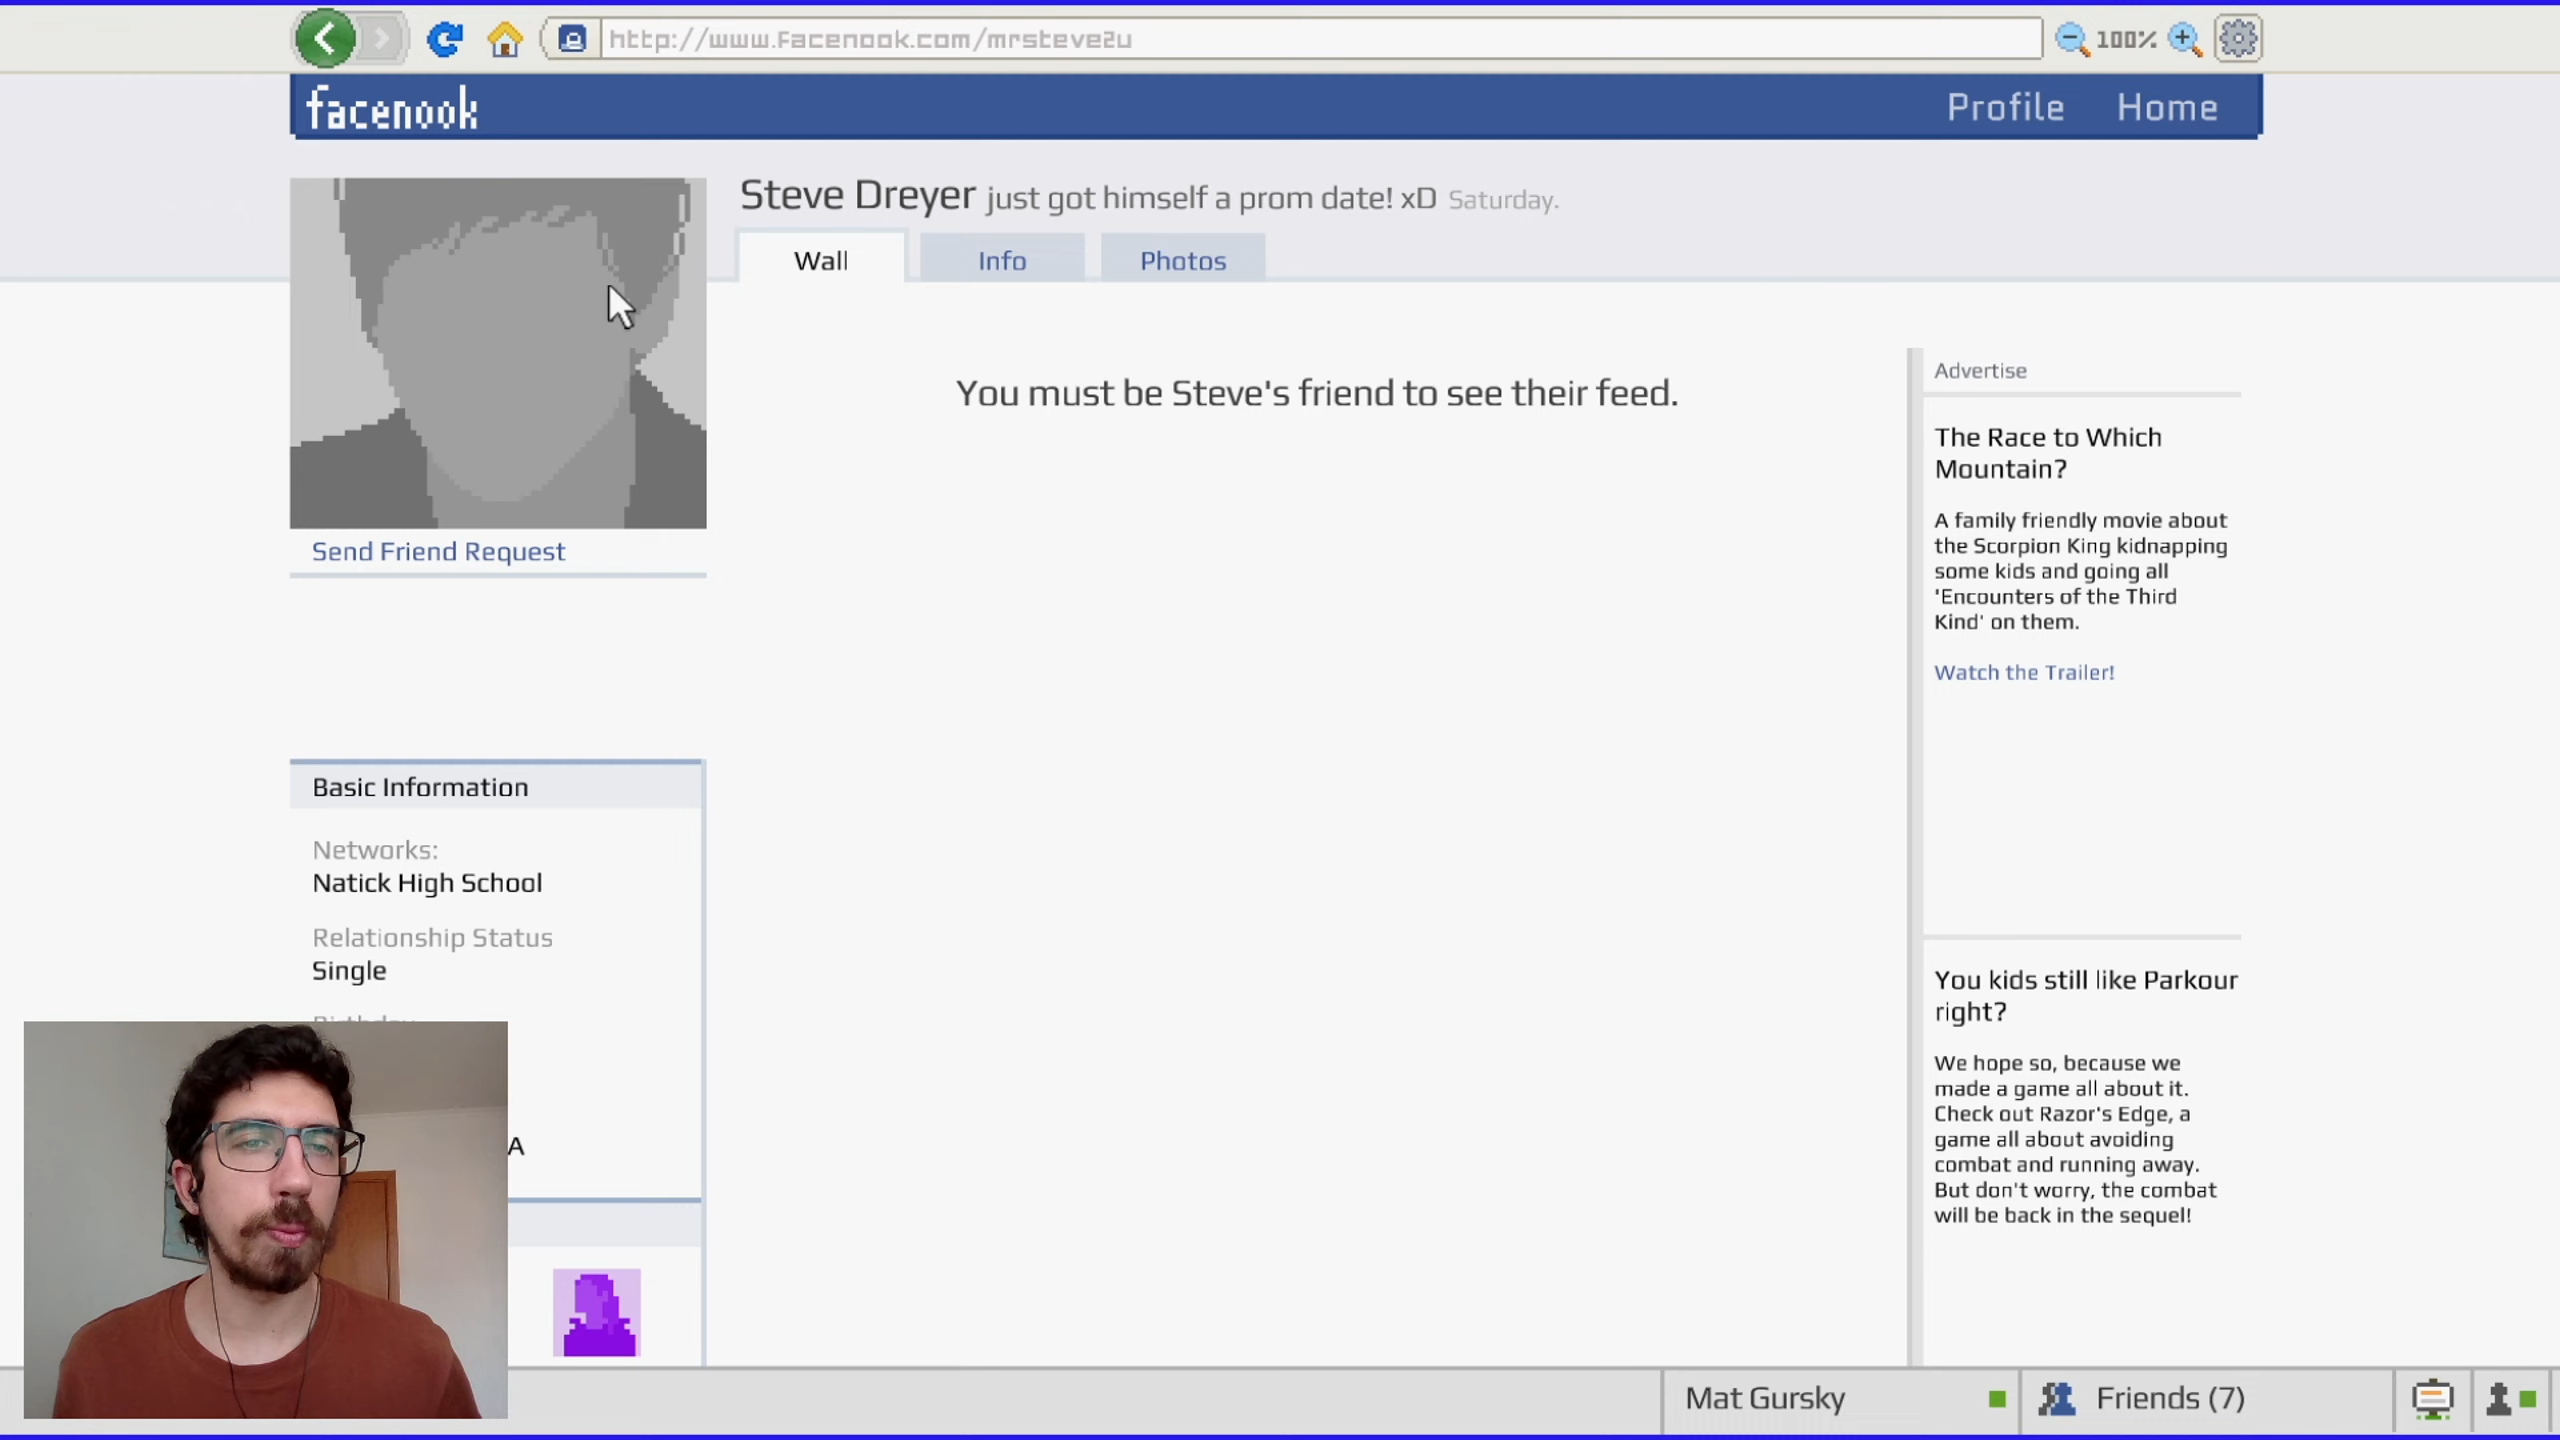 http://www.Facenook.com/mrsteve2u
100%
facenook
Profile
Home
Steve Dreyer just got himself a prom date! xD Saturday.
Wall
Info
Photos
You must be Steve's friend to see their feed.
Send Friend Request
Basic Information
Networks:
Natick High School
Relationship Status
Single
A
Advertise
The Race to Which
Mountain?
A family friendly movie about
the Scorpion King kidnapping
some kids and going all
'Encounters of the Third
Kind' on them.
Watch the Trailer!
You kids still like Parkour
right?
We hope so, because we
made a game all about it.
Check out Razor's Edge, a
game all about avoiding
combat and running away.
But don't worry, the combat
will be back in the sequel!
Mat Gursky
Friends (7)